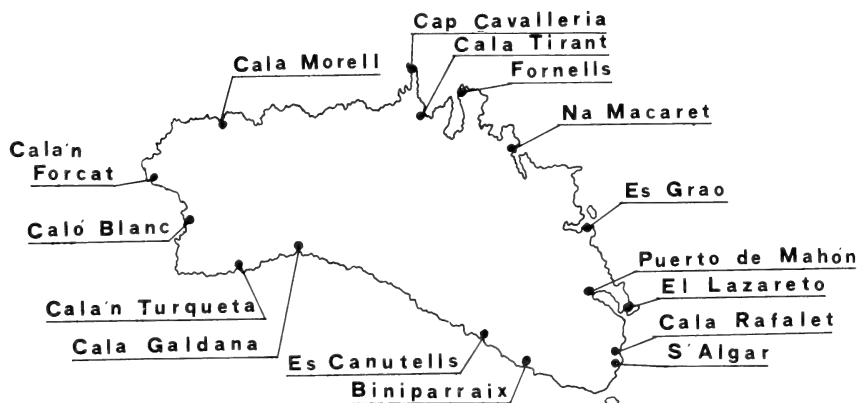 Cap Cavalleria
Cala Tirant
Cala Morell
Fornells
Na Macaret
Cala'n
Forcat
Es Grao
Caló Blanc
Puerto de Mahón
El Lazareto
Cala'n Turqueta
Cala Rafalet
Cala Galdana
S'Algar
Es Canutells
Biniparraix